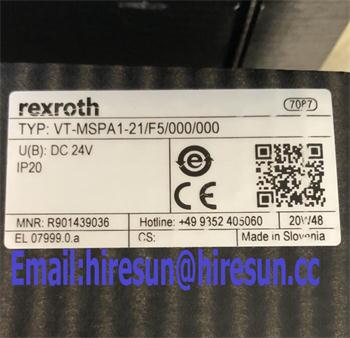 rexroth
7087
TYP: VT-MSPA1-21/F5/000/000
U(B): DC 24V
IP20
MNR: R901439036
Hotline: +49 9352 405060
20W48
EL 07999.0.a
CS:
Made in Slovenia
Email:hiresun@hiresun.cc